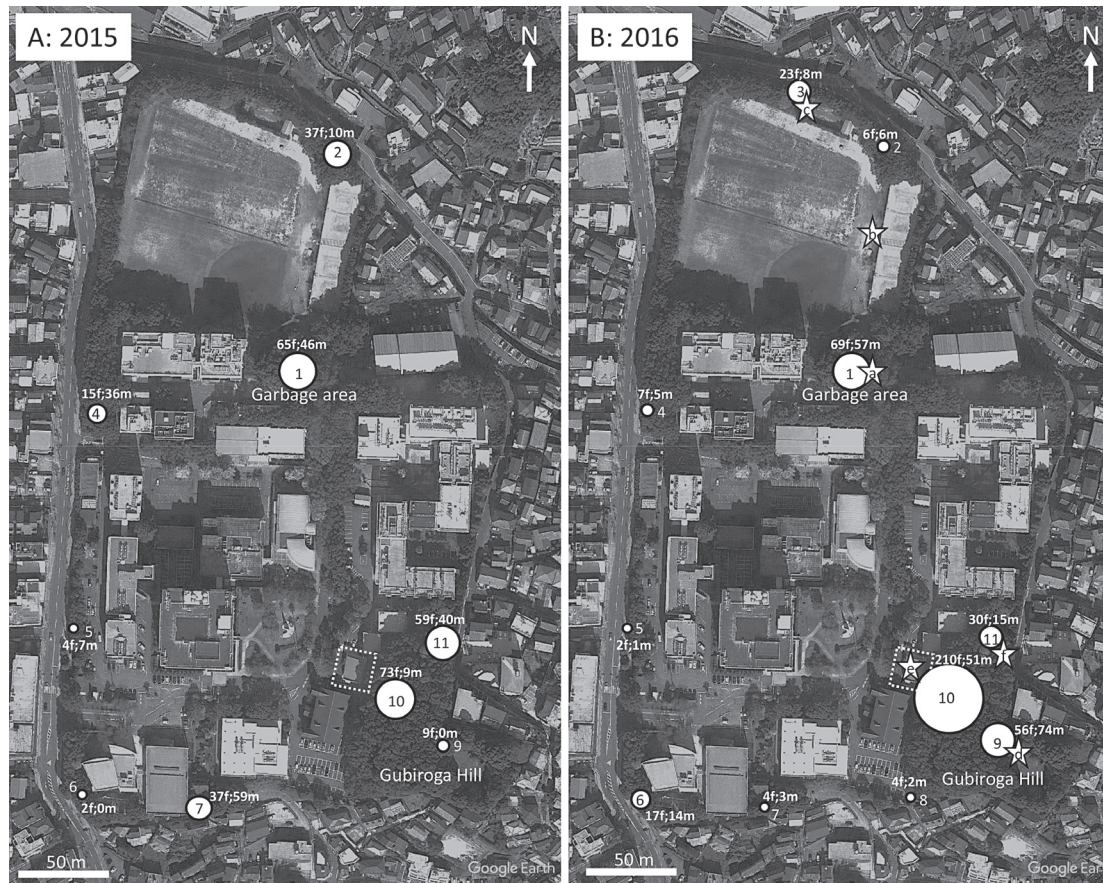 A: 2015
N
37f;10m
2
65f;46m
1
Garbage area
15f;36m
4
5
4f;7m
59f;40m
11
73f;9m
10
9f;0m
9
Gubiroga Hill
6
2f;0m
37f;59m
7
50 m
Google Earth
B: 2016
N
23f;8m
3
c
6f;6m
2
b
69f;57m
1
a
Garbage area
7f;5m
4
5
2f;1m
30f;15m
11
f
e
210f;51m
10
56f;74m
9
Gubiroga Hill
4f;2m
8
6
17f;14m
4f;3m
7
50 m
Google Eart